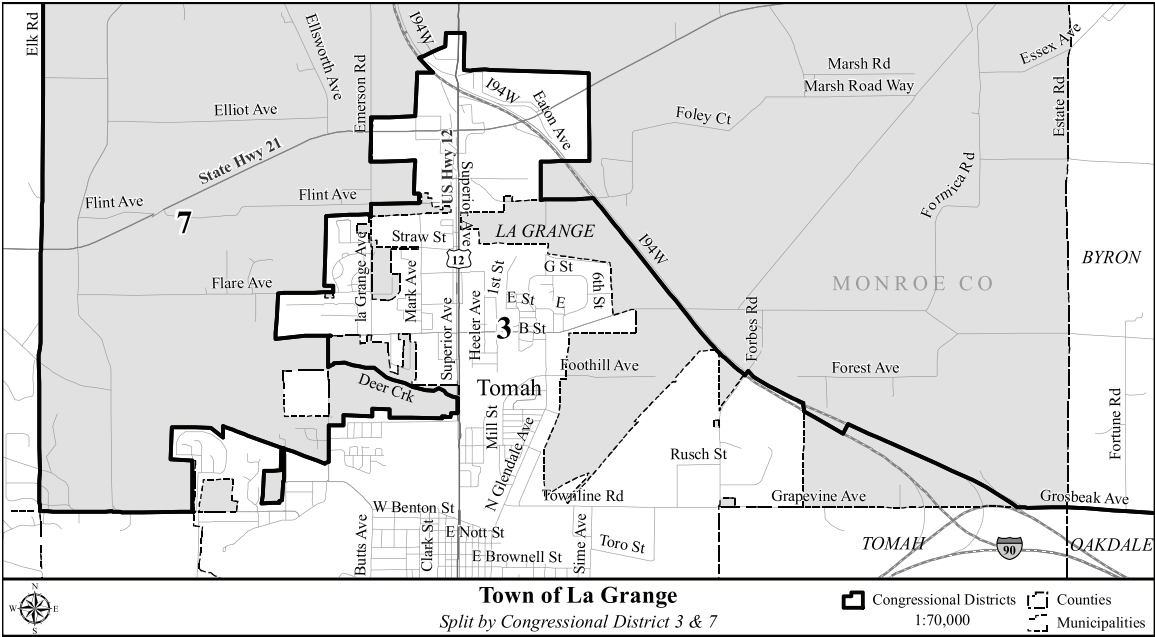 Elk Rd
Ellsworth Ave
I94W
Emerson Rd
Essex Ave
Marsh Rd
Marsh Road Way
Estate Rd
Elliot Ave
I94W
Eaton Ave
Foley Ct
State Hwy 21
US Hwy 12
Superior Ave
Formica Rd
Flint Ave
Flint Ave
7
Straw St
LA GRANGE
I94W
12
BYRON
la Grange Ave
Mark Ave
Flare Ave
1st St
G St
6th St
MONROE CO
E St
E
Superior Ave
Heeler Ave
3
B St
Forbes Rd
Foothill Ave
Forest Ave
Deer Crk
Tomah
Mill St
N Glendale Ave
Fortune Rd
Rusch St
Townline Rd
Grapevine Ave
Grosbeak Ave
W Benton St
Butts Ave
Clark St
E Nott St
Sime Ave
Toro St
E Brownell St
TOMAH
90
OAKDALE
N
W
E
S
Town of La Grange
Split by Congressional District 3 & 7
Congressional Districts
1:70,000
Counties
Municipalities